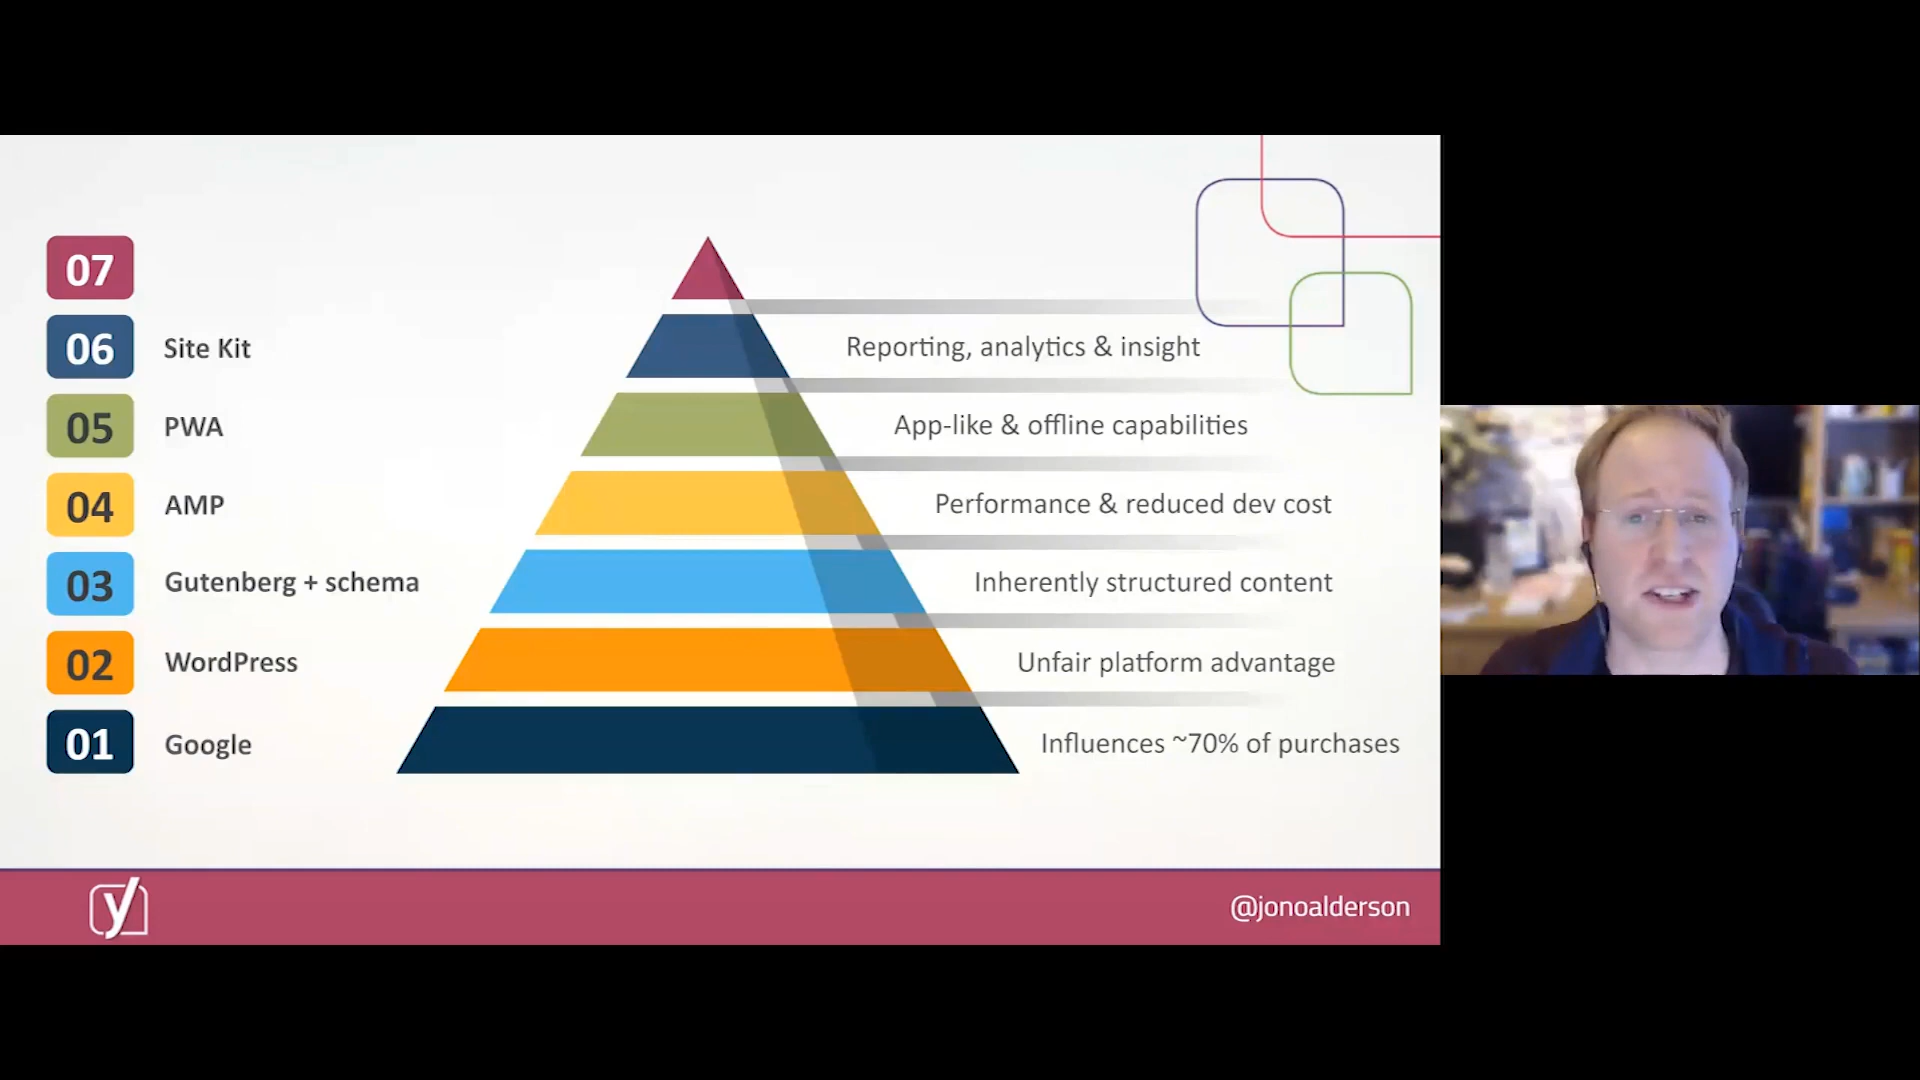 07
06 Site Kit Reporting, analytics & insight
05 PWA App-like & offline capabilities
04 AMP Performance & reduced dev cost
03 Gutenberg + schema Inherently structured content
02 WordPress Unfair platform advantage
01 Google Influences ~70% of purchases
y @jonoalderson